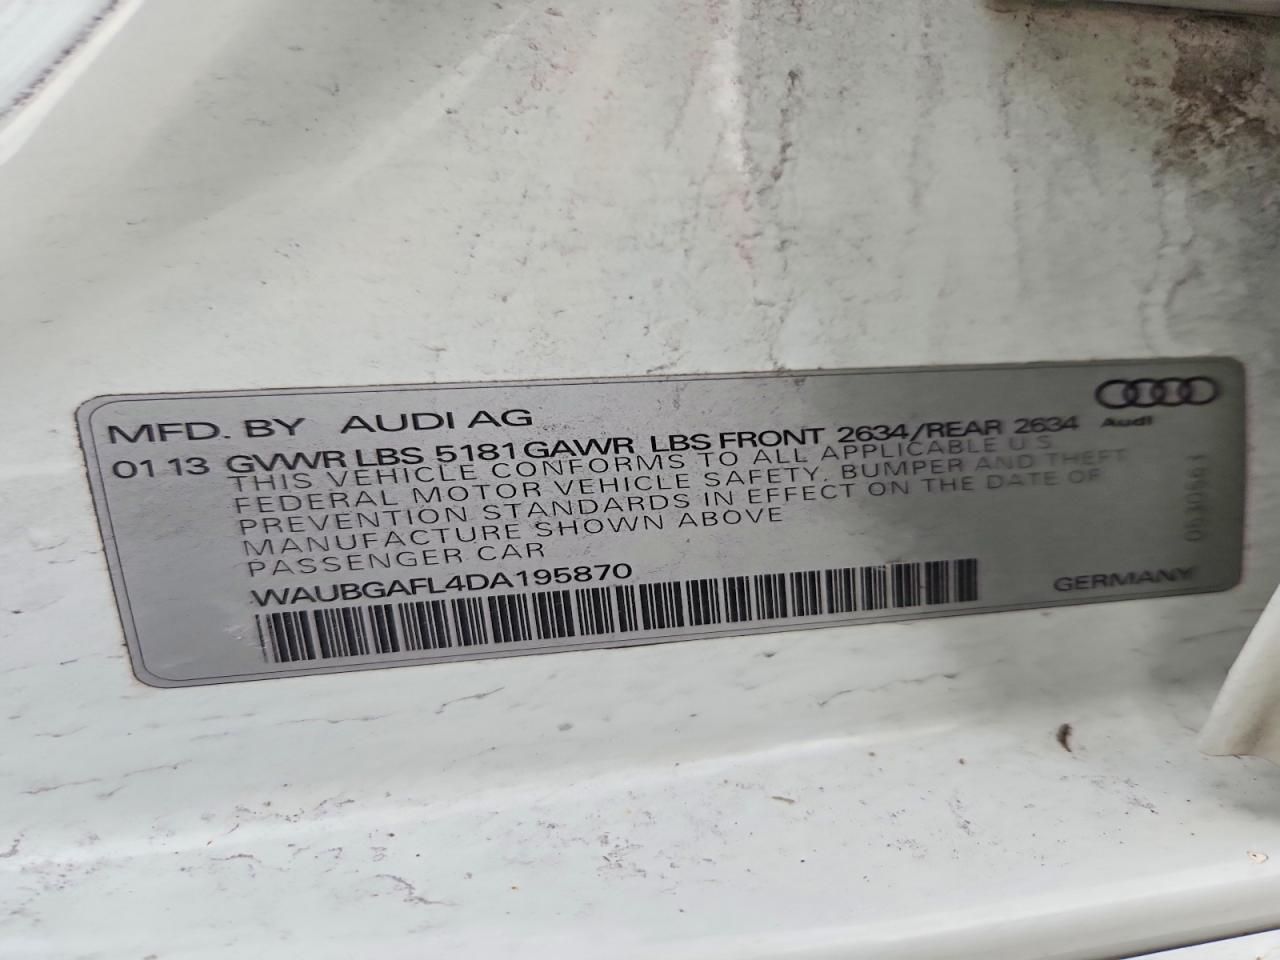 MFD. BY AUDI AG
01 13 GVWR LBS 5181 GAWR LBS FRONT 2634/REAR 2634
THIS VEHICLE CONFORMS TO ALL APPLICABLE U.S.
FEDERAL MOTOR VEHICLE SAFETY, BUMPER AND THEFT
PREVENTION STANDARDS IN EFFECT ON THE DATE OF
MANUFACTURE SHOWN ABOVE
PASSENGER CAR
WAUBGAFL4DA195870
Audi
GERMANY